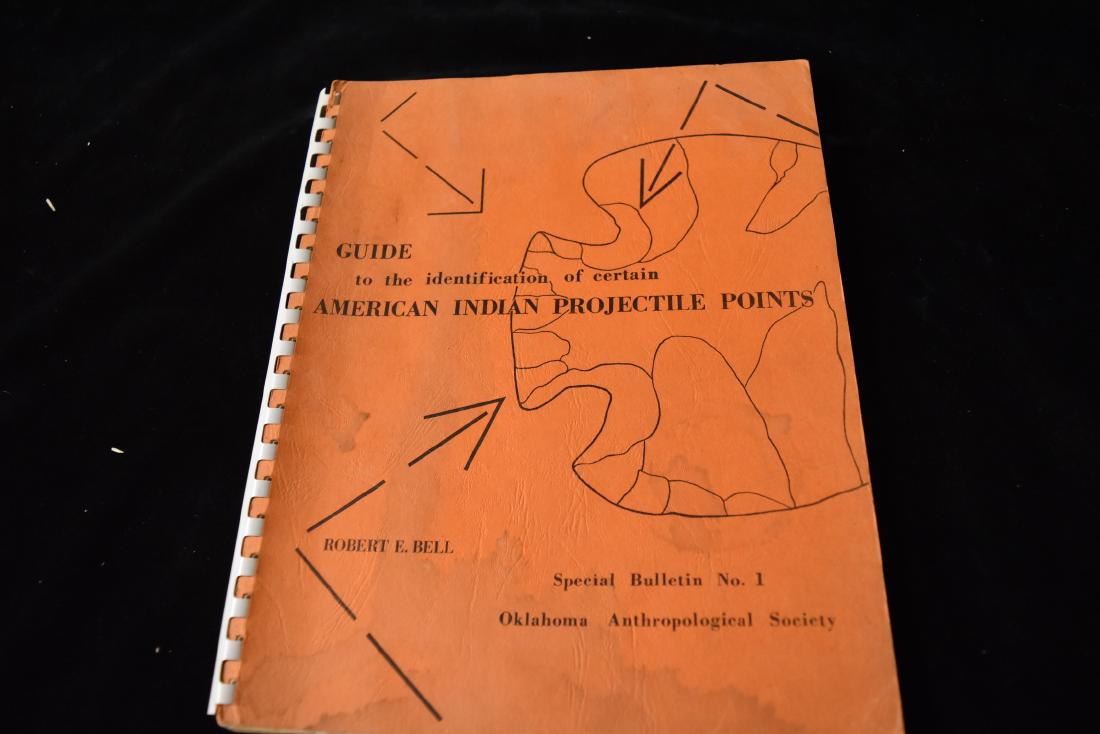 GUIDE
to the identification of certain
AMERICAN INDIAN PROJECTILE POINTS
ROBERT E. BELL
Special Bulletin No. 1
Oklahoma Anthropological Society